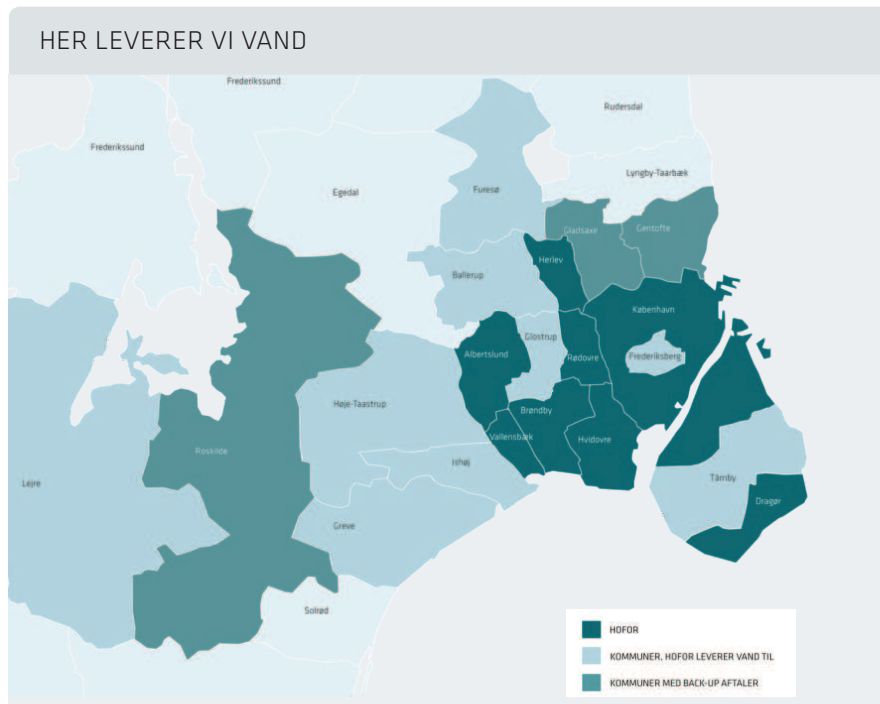 HER LEVERER VI VAND
Frederikssund
Rudersdal
Frederikssund
Lyngby-Taarbæk
Egedal
Furesø
Gladsaxe
Gentofte
Herlev
Ballerup
København
Glostrup
Albertslund
Rødovre
Frederiksberg
Høje-Taastrup
Brøndby
Vallensbæk
Hvidovre
Roskilde
Ishøj
Lejre
Tårnby
Dragør
Greve
Solrød
HOFOR
KOMMUNER, HOFOR LEVERER VAND TIL
KOMMUNER MED BACK-UP AFTALER